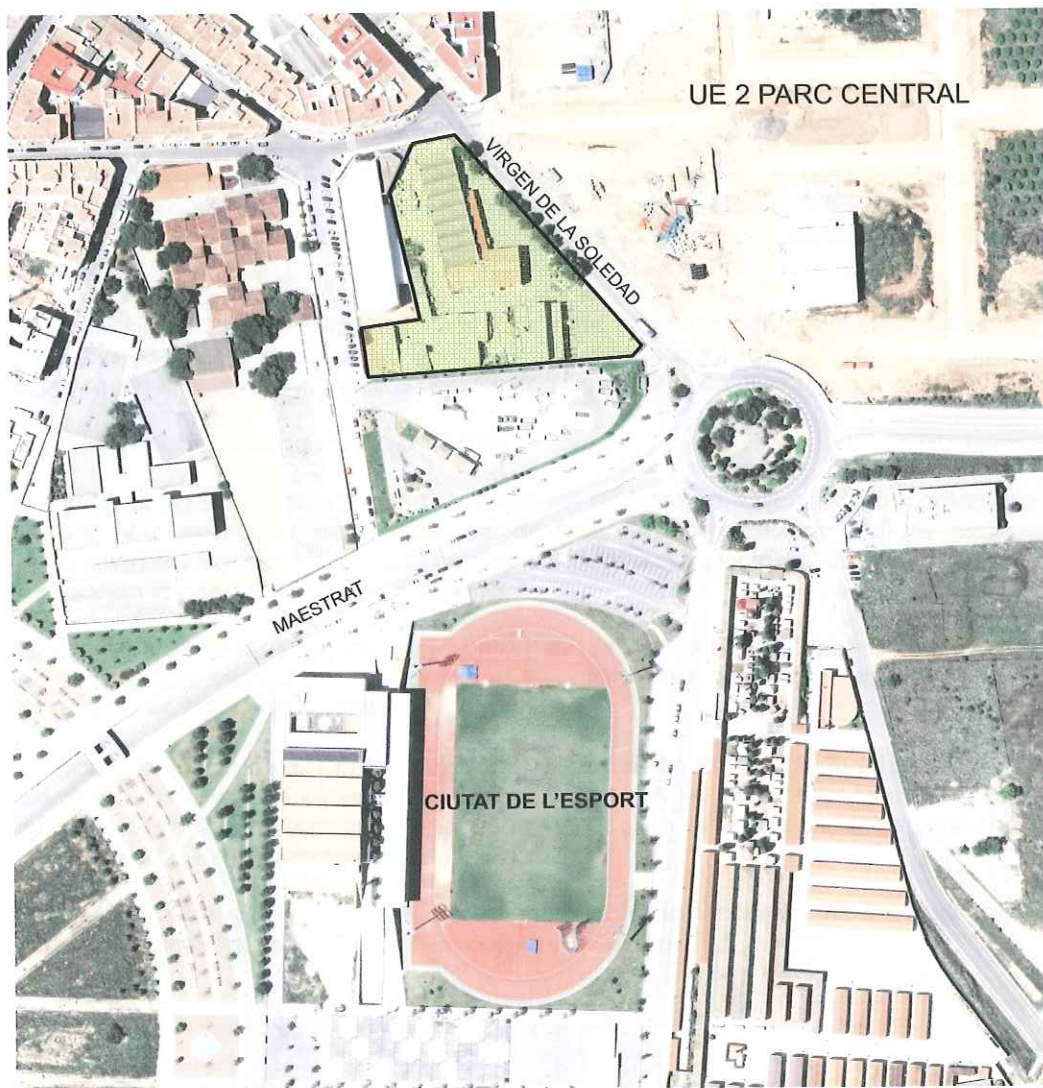 UE 2 PARC CENTRAL
VIRGEN DE LA SOLEDAD
MAESTRAT
CIUTAT DE L'ESPORT